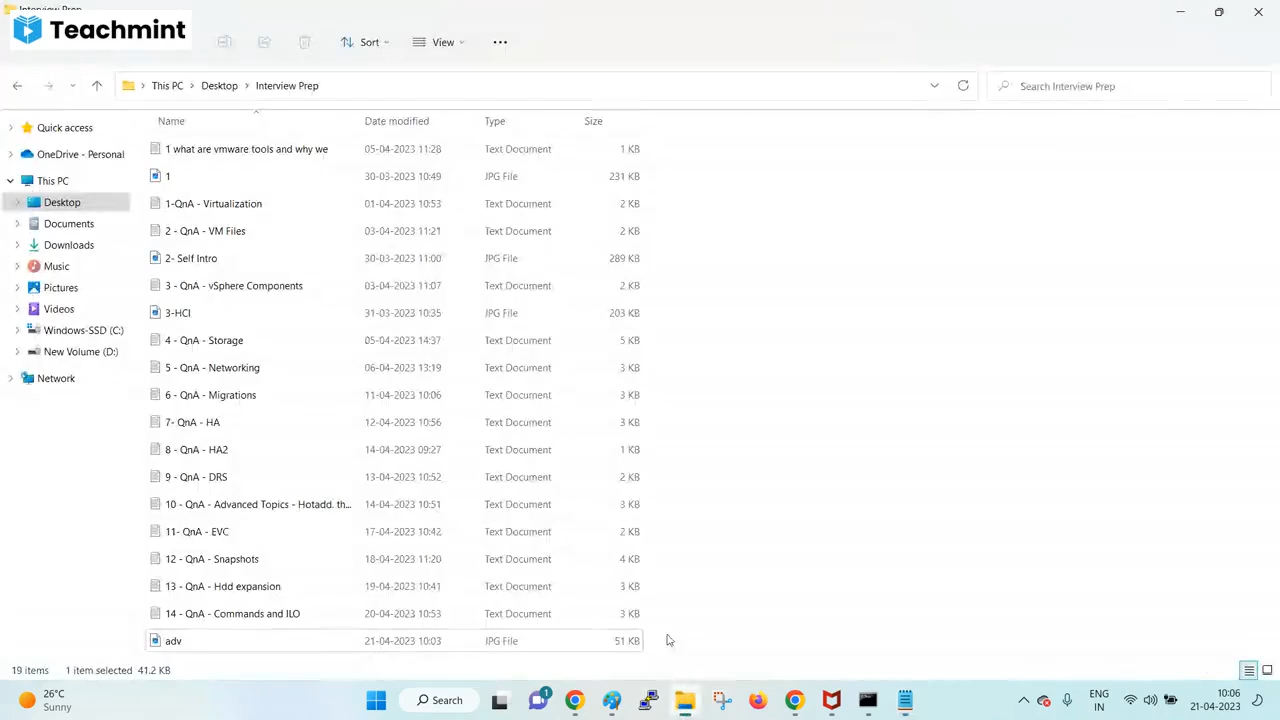 Interview Prep
Teachmint
Sort
View
This PC > Desktop > Interview Prep
Search Interview Prep
Name Date modified Type Size
Quick access
OneDrive - Personal
This PC
Desktop
Documents
Downloads
Music
Pictures
Videos
Windows-SSD (C:)
New Volume (D:)
Network
1 what are vmware tools and why we 05-04-2023 11:28 Text Document 1 KB
1 30-03-2023 10:49 JPG File 231 KB
1-QnA - Virtualization 01-04-2023 10:53 Text Document 2 KB
2 - QnA - VM Files 03-04-2023 11:21 Text Document 2 KB
2- Self Intro 30-03-2023 11:00 JPG File 289 KB
3 - QnA - vSphere Components 03-04-2023 11:07 Text Document 2 KB
3-HCI 31-03-2023 10:35 JPG File 203 KB
4 - QnA - Storage 05-04-2023 14:37 Text Document 5 KB
5 - QnA - Networking 06-04-2023 13:19 Text Document 3 KB
6 - QnA - Migrations 11-04-2023 10:06 Text Document 3 KB
7- QnA - HA 12-04-2023 10:56 Text Document 3 KB
8 - QnA - HA2 14-04-2023 09:27 Text Document 1 KB
9 - QnA - DRS 13-04-2023 10:52 Text Document 2 KB
10 - QnA - Advanced Topics - Hotadd. th... 14-04-2023 10:51 Text Document 3 KB
11- QnA - EVC 17-04-2023 10:42 Text Document 2 KB
12 - QnA - Snapshots 18-04-2023 11:20 Text Document 4 KB
13 - QnA - Hdd expansion 19-04-2023 10:41 Text Document 3 KB
14 - QnA - Commands and ILO 20-04-2023 10:53 Text Document 3 KB
adv 21-04-2023 10:03 JPG File 51 KB
19 items 1 item selected 41.2 KB
26°C
Sunny
Search
1
ENG
IN
10:06
21-04-2023